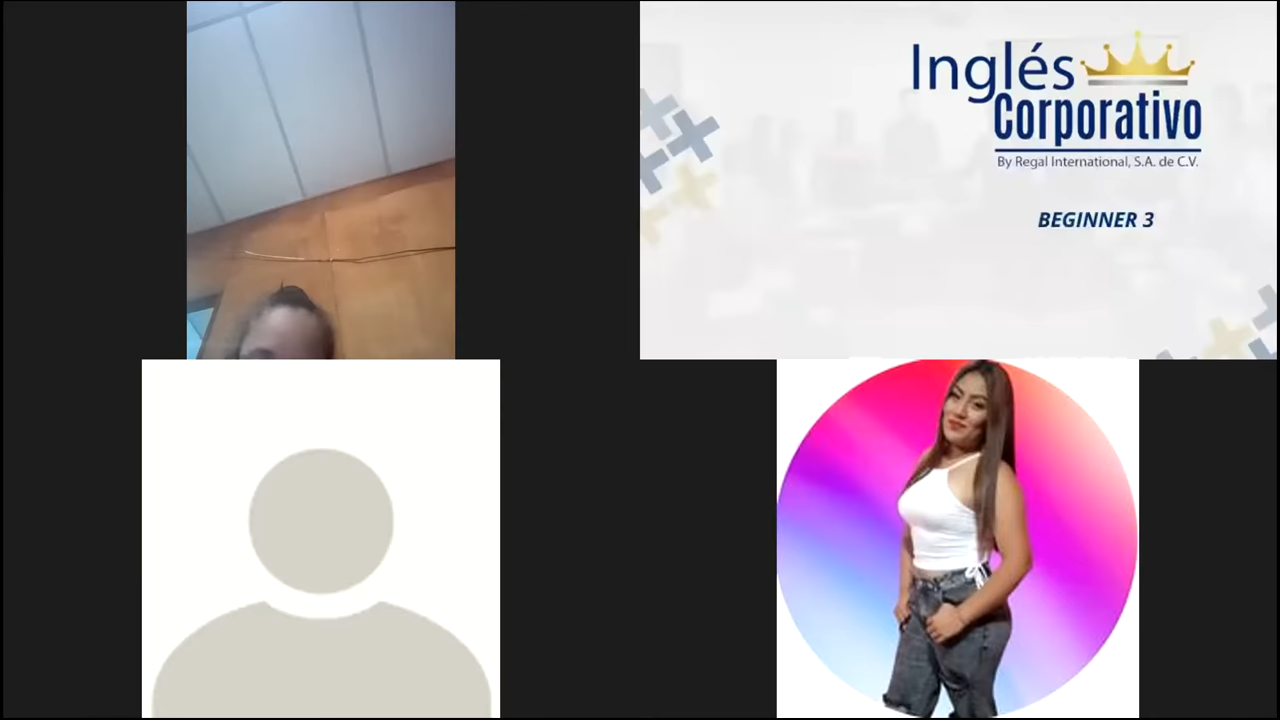 Inglés
Corporativo
By Regal International, S.A. de C.V.
BEGINNER 3